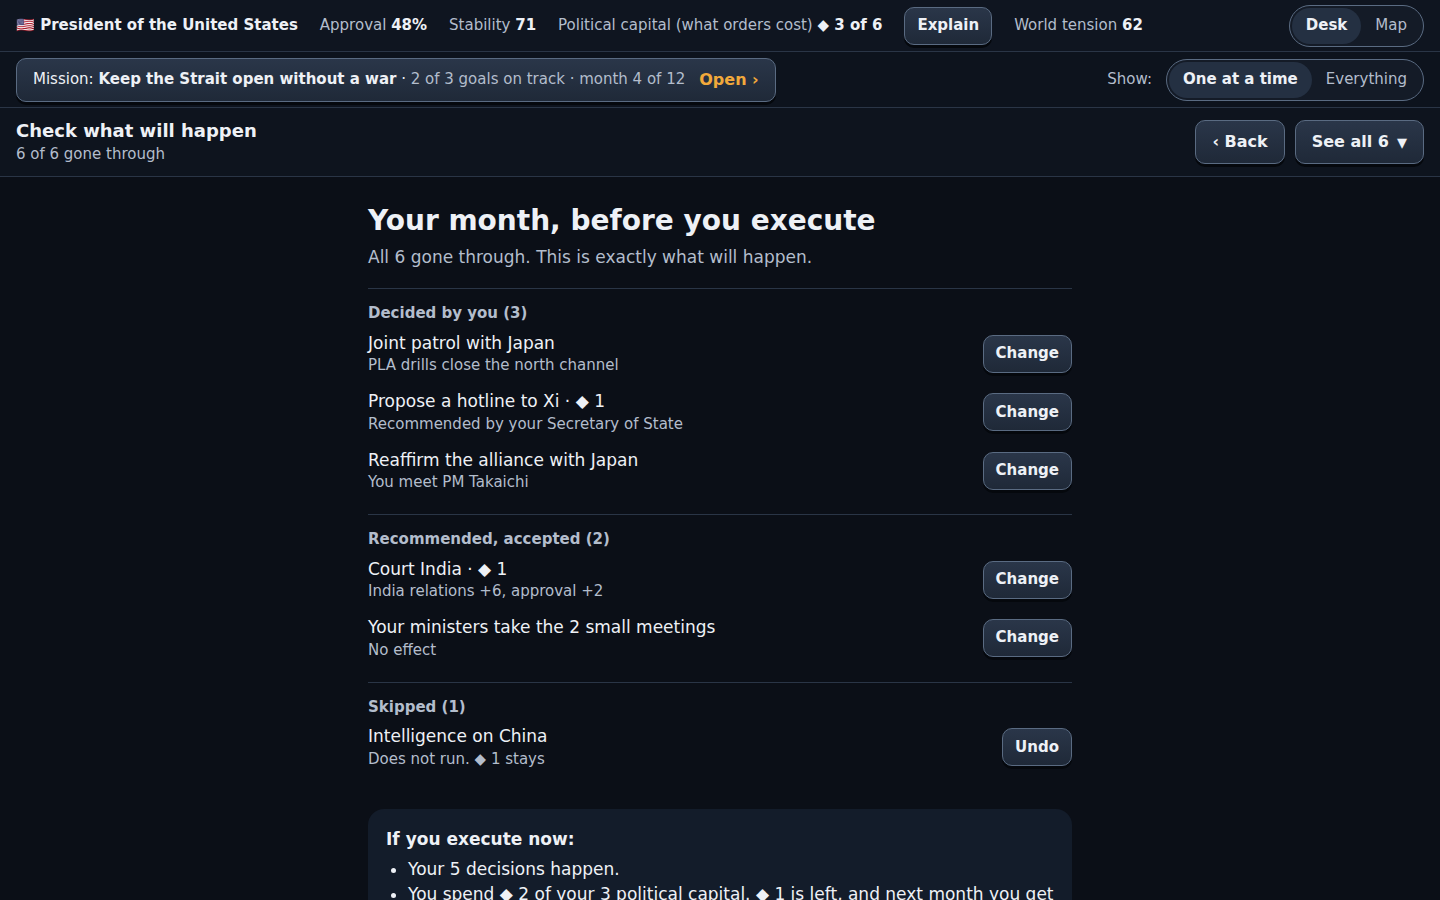 🇺🇸 President of the United States Approval 48% Stability 71 Political capital (what orders cost) ◆ 3 of 6 Explain World tension 62 Desk Map
Mission: Keep the Strait open without a war · 2 of 3 goals on track · month 4 of 12 Open › Show: One at a time Everything
Check what will happen
6 of 6 gone through
‹ Back See all 6 ▼
Your month, before you execute
All 6 gone through. This is exactly what will happen.
Decided by you (3)
Joint patrol with Japan
PLA drills close the north channel
Change
Propose a hotline to Xi · ◆ 1
Recommended by your Secretary of State
Change
Reaffirm the alliance with Japan
You meet PM Takaichi
Change
Recommended, accepted (2)
Court India · ◆ 1
India relations +6, approval +2
Change
Your ministers take the 2 small meetings
No effect
Change
Skipped (1)
Intelligence on China
Does not run. ◆ 1 stays
Undo
If you execute now:
• Your 5 decisions happen.
• You spend ◆ 2 of your 3 political capital. ◆ 1 is left, and next month you get